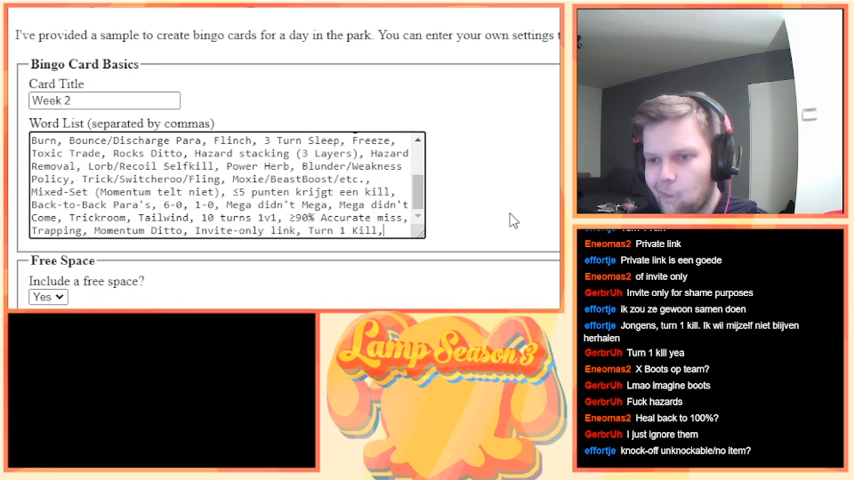 I've provided a sample to create bingo cards for a day in the park. You can enter your own settings t
Bingo Card Basics
Card Title
Week 2
Word List (separated by commas)
Burn, Bounce/Discharge Para, Flinch, 3 Turn Sleep, Freeze,
Toxic Trade, Rocks Ditto, Hazard stacking (3 Layers), Hazard
Removal, Lorb/Recoil Selfkill, Power Herb, Blunder/Weakness
Policy, Trick/Switcheroo/Fling, Moxie/BeastBoost/etc.,
Mixed-Set (Momentum telt niet), ≤5 punten krijgt een kill,
Back-to-Back Para's, 6-0, 1-0, Mega didn't Mega, Mega didn't
Come, Trickroom, Tailwind, 10 turns 1v1, ≥90% Accurate miss,
Trapping, Momentum Ditto, Invite-only link, Turn 1 Kill,
Free Space
Include a free space?
Yes
Lamp Season 3
Eneomas2 Private link
effortje Private link is een goede
Eneomas2 of invite only
GerbrUh Invite only for shame purposes
effortje Ik zou ze gewoon samen doen
effortje Jongens, turn 1 kill. Ik wil mijzelf niet blijven
herhalen
GerbrUh Turn 1 kill yea
Eneomas2 X Boots op team?
GerbrUh Lmao imagine boots
GerbrUh Fuck hazards
Eneomas2 Heal back to 100%?
GerbrUh I just ignore them
effortje knock-off unknockable/no item?